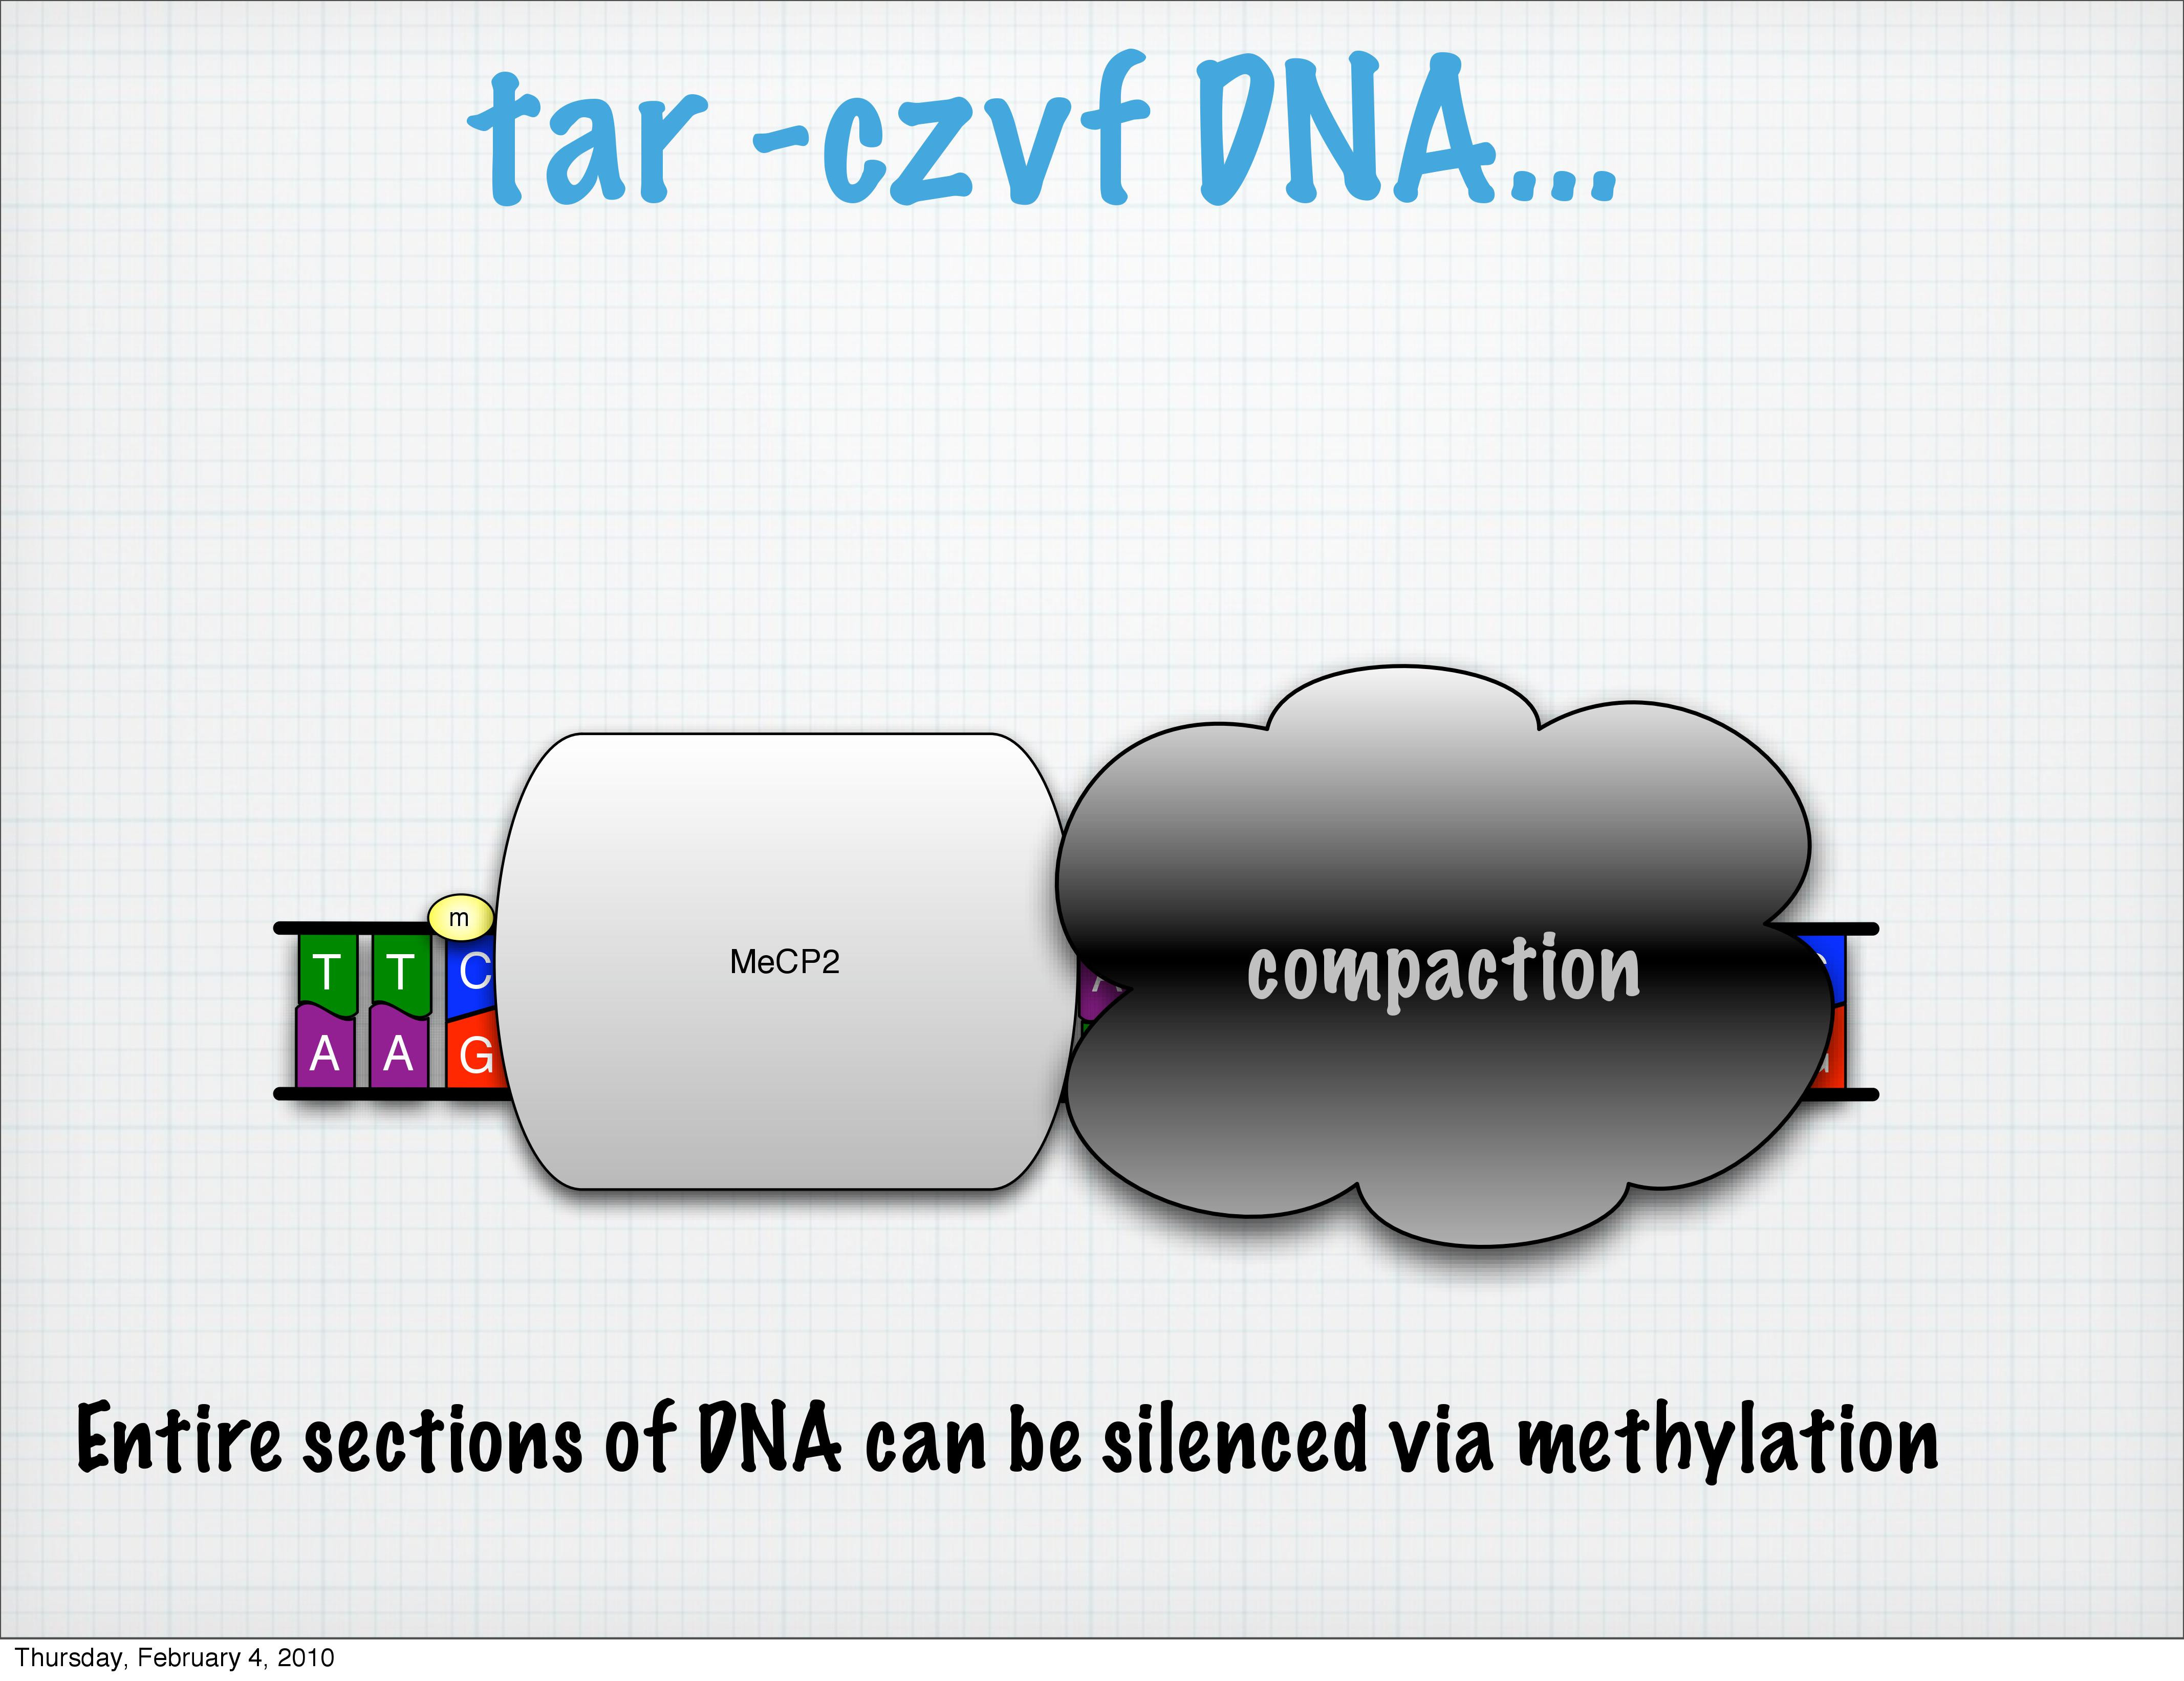 tar -czvf DNA...
m
T T C
MeCP2
compaction
A A G
Entire sections of DNA can be silenced via methylation
Thursday, February 4, 2010